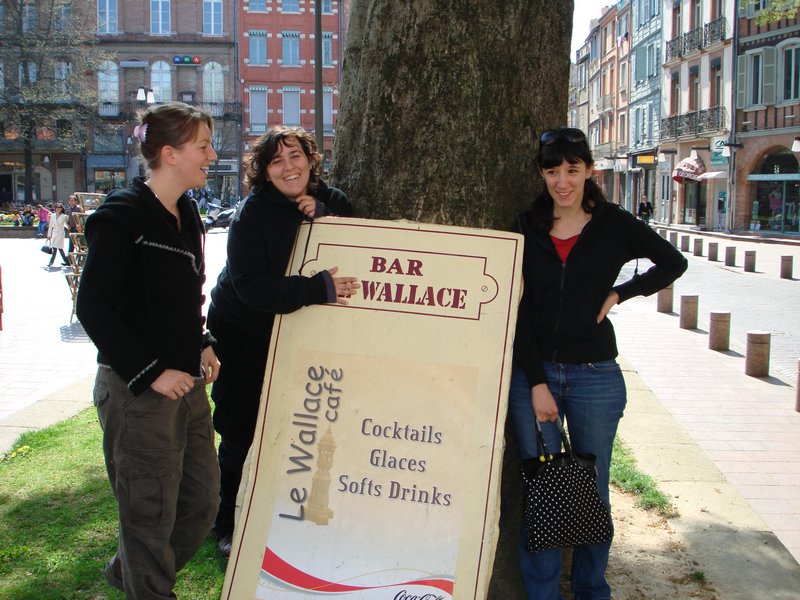 BAR
WALLACE
Le Wallace
café
Cocktails
Glaces
Softs Drinks
Coca-Cola